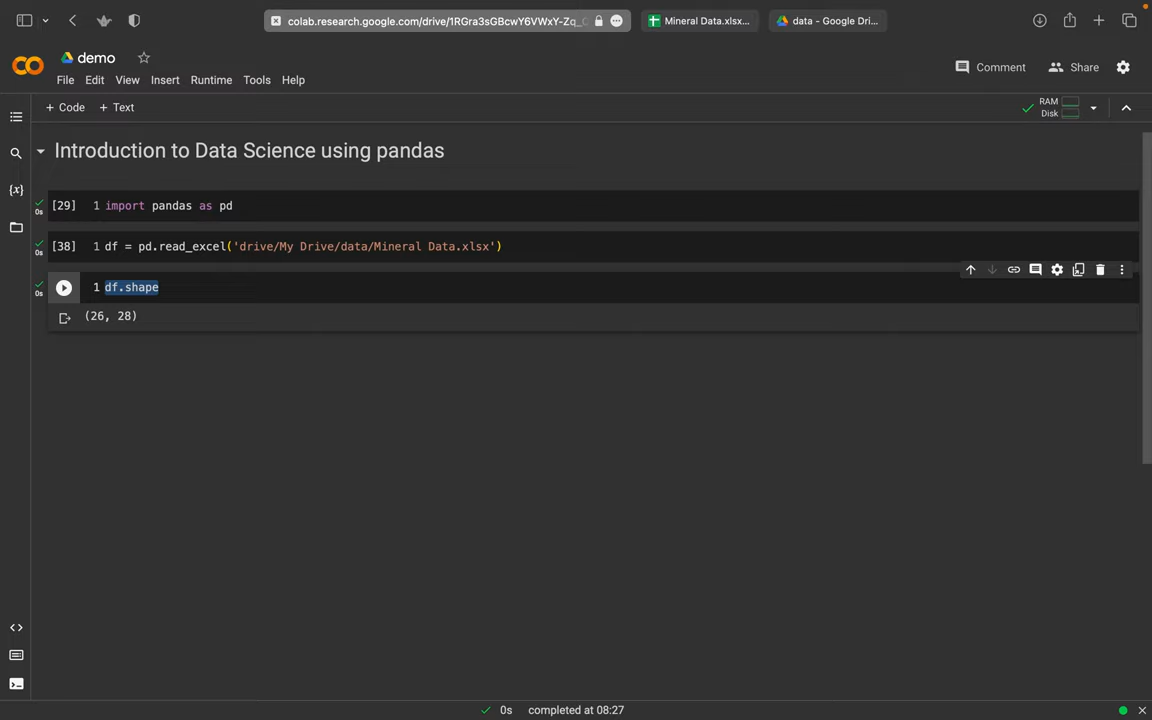 colab.research.google.com/drive/1RGra3sGBcwY6VWxY-Zq_
Mineral Data.xlsx...
data - Google Dri...
demo
File Edit View Insert Runtime Tools Help
Comment
Share
+ Code + Text
RAM
Disk
Introduction to Data Science using pandas
0s
[29] 1 import pandas as pd
0s
[38] 1 df = pd.read_excel('drive/My Drive/data/Mineral Data.xlsx')
0s
1 df.shape
(26, 28)
0s completed at 08:27